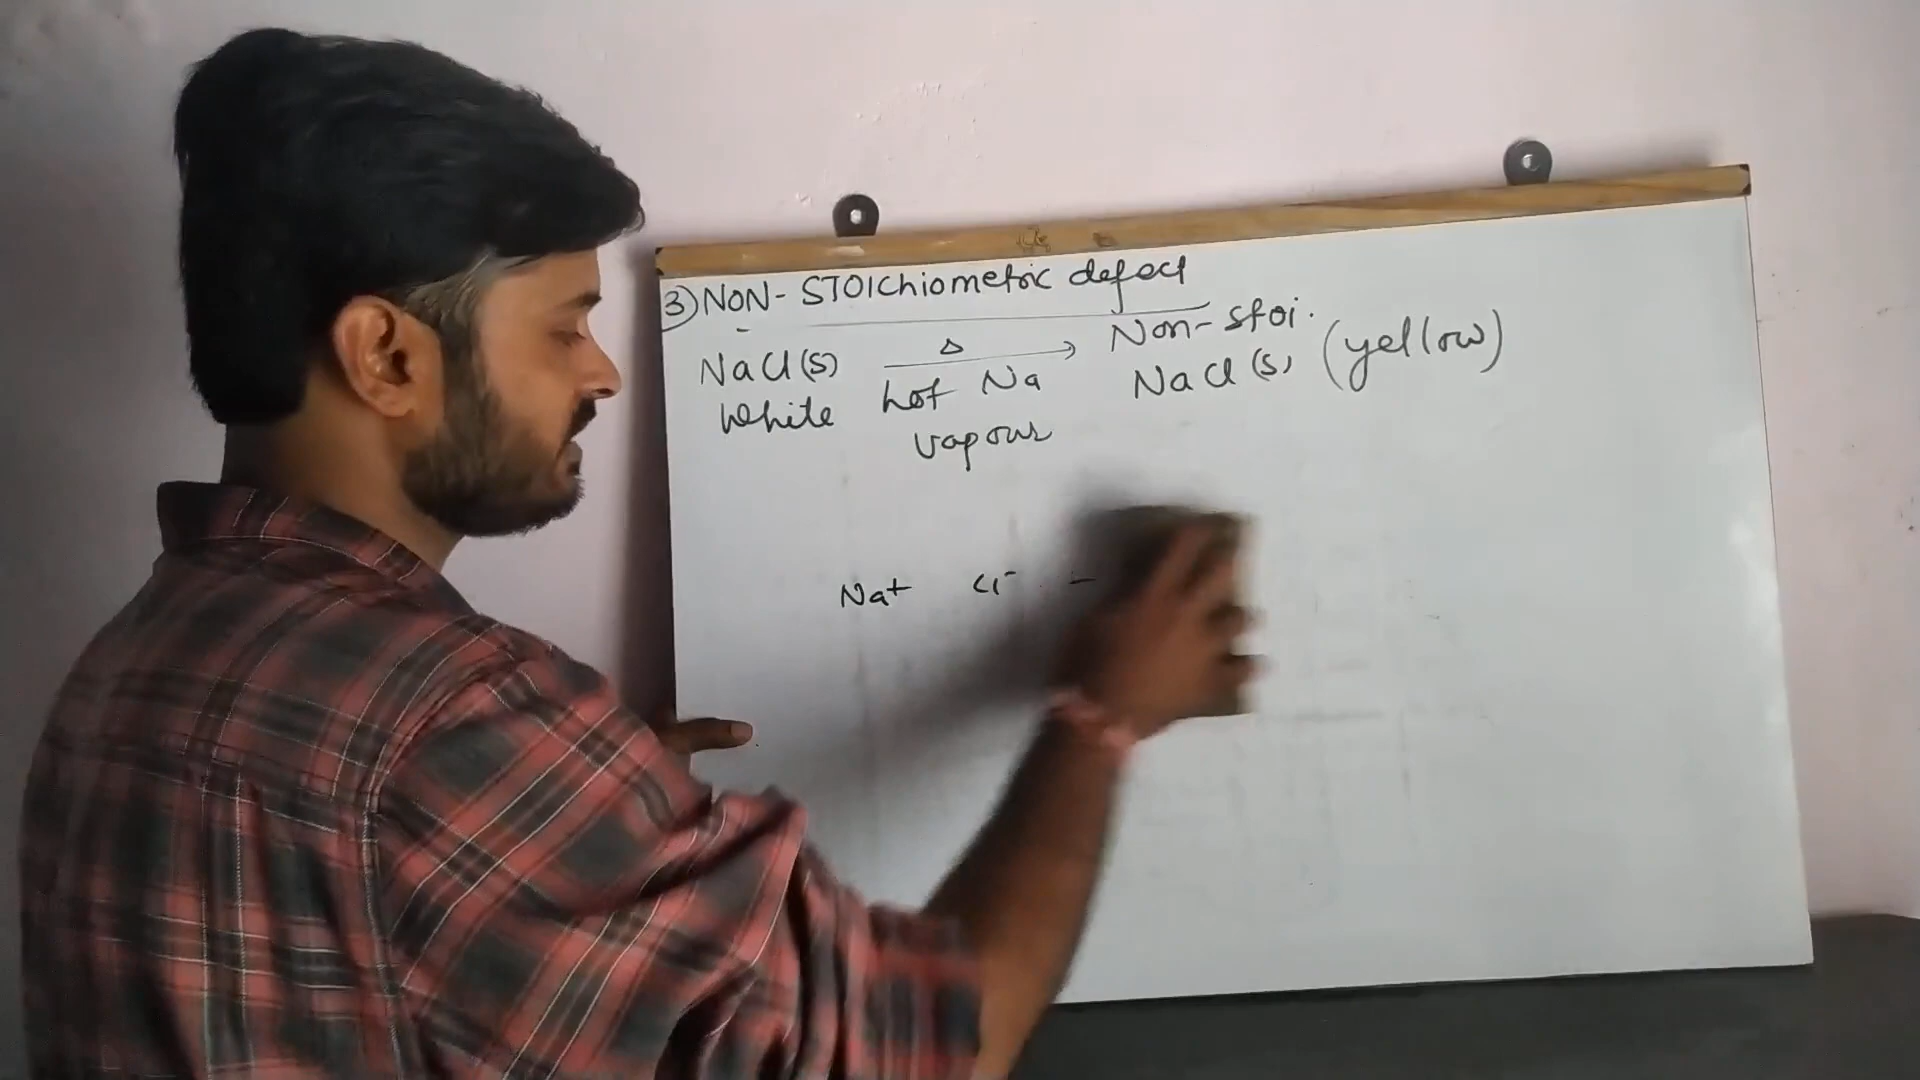 3) NON-STOIChiometric defect
NaCl(s) Δ Non-stoi.
White hot Na NaCl(s) (yellow)
vapour
Na+ Cl- -